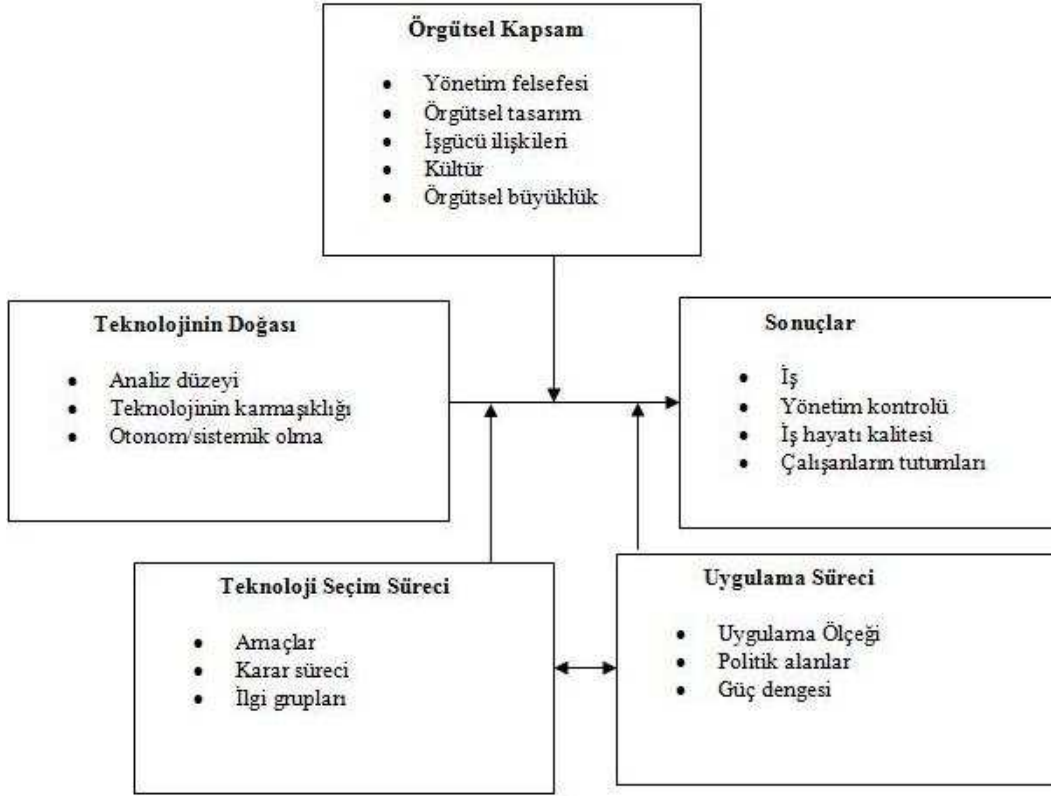 Örgütsel Kapsam
• Yönetim felsefesi
• Örgütsel tasarım
• İşgücü ilişkileri
• Kültür
• Örgütsel büyüklük
Teknolojinin Doğası
• Analiz düzeyi
• Teknolojinin karmaşıklığı
• Otonom/sistemik olma
Sonuçlar
• İş
• Yönetim kontrolü
• İş hayatı kalitesi
• Çalışanların tutumları
Teknoloji Seçim Süreci
• Amaçlar
• Karar süreci
• İlgi grupları
Uygulama Süreci
• Uygulama Ölçeği
• Politik alanlar
• Güç dengesi